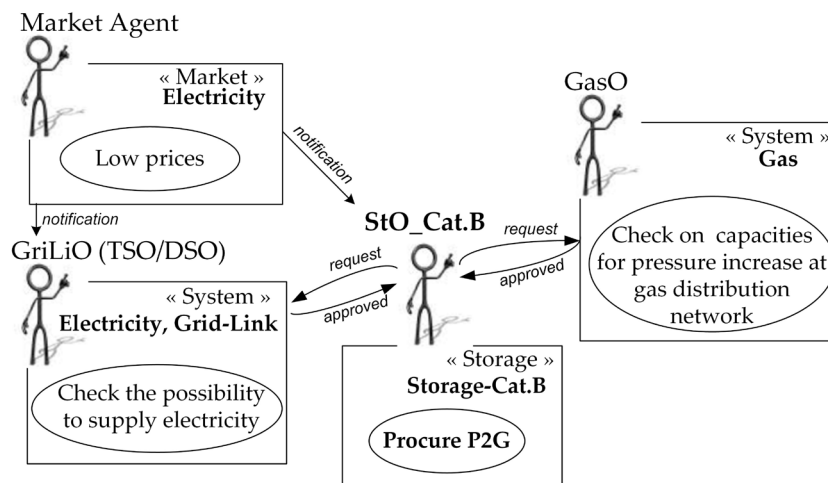 Market Agent
« Market »
Electricity
Low prices
notification
notification
GriLiO (TSO/DSO)
« System »
Electricity, Grid-Link
Check the possibility
to supply electricity
request
approved
StO_Cat.B
« Storage »
Storage-Cat.B
Procure P2G
request
approved
GasO
« System »
Gas
Check on capacities
for pressure increase at
gas distribution
network